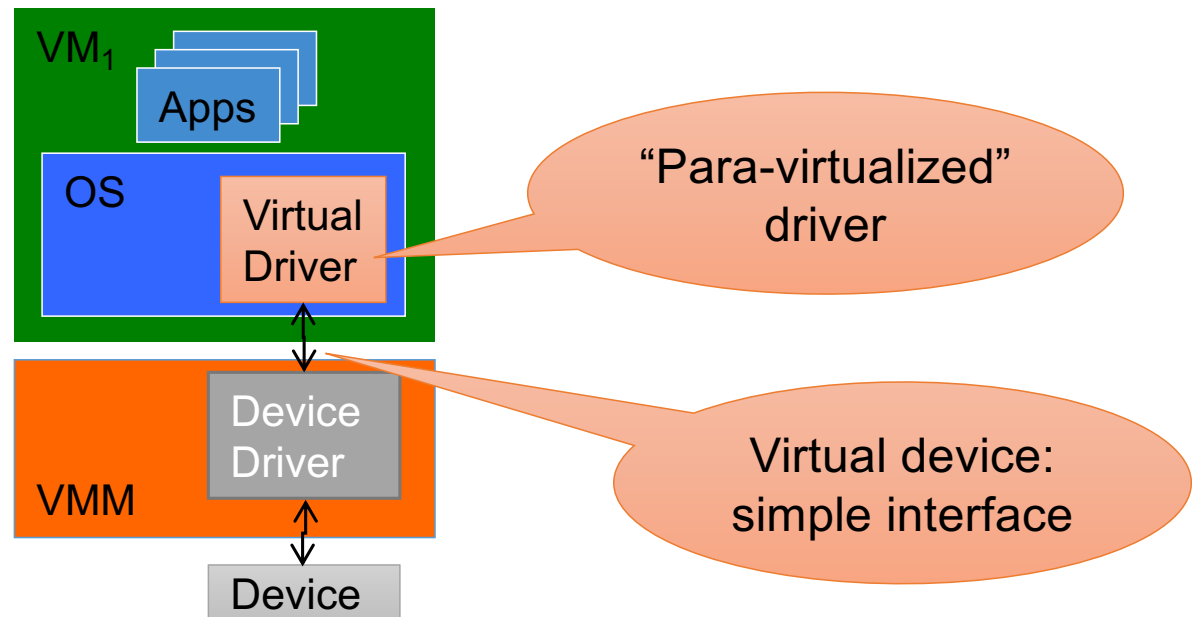 VM₁
Apps
OS
Virtual
Driver
“Para-virtualized”
driver
Device
Driver
VMM
Virtual device:
simple interface
Device